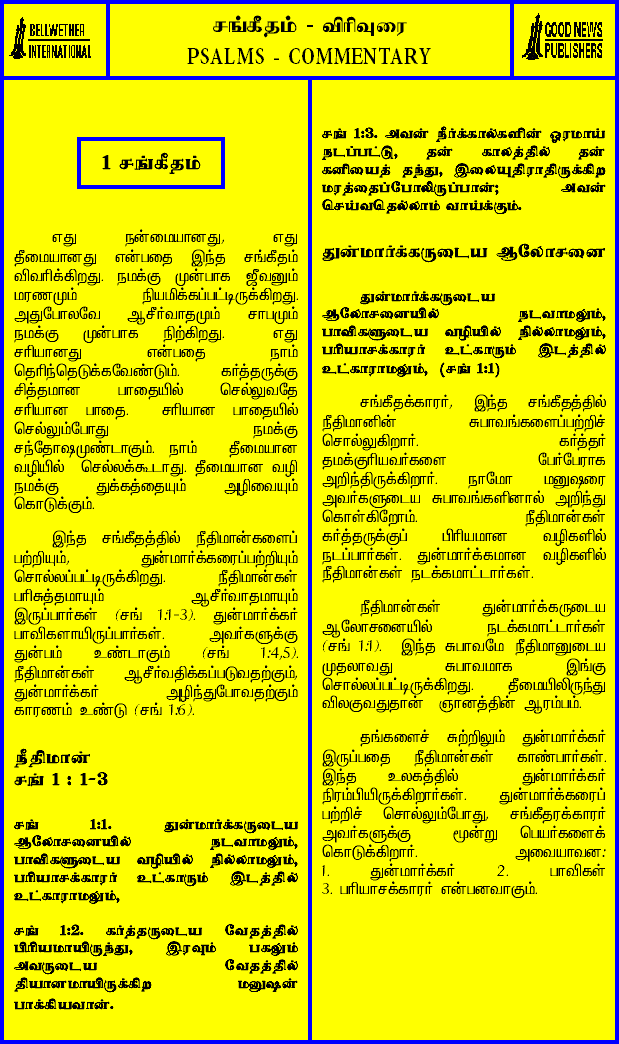 BELLWETHER
INTERNATIONAL
சங்கீதம் - விரிவுரை
PSALMS - COMMENTARY
GOOD NEWS
PUBLISHERS
1 சங்கீதம்
எது நன்மையானது, எது
தீமையானது என்பதை இந்த சங்கீதம்
விவரிக்கிறது. நமக்கு முன்பாக ஜீவனும்
மரணமும் நியமிக்கப்பட்டிருக்கிறது.
அதுபோலவே ஆசீர்வாதமும் சாபமும்
நமக்கு முன்பாக நிற்கிறது. எது
சரியானது என்பதை நாம்
தெரிந்தெடுக்கவேண்டும். கர்த்தருக்கு
சித்தமான பாதையில் செல்லுவதே
சரியான பாதை. சரியான பாதையில்
செல்லும்போது நமக்கு
சந்தோஷமுண்டாகும். நாம் தீமையான
வழியில் செல்லக்கூடாது. தீமையான வழி
நமக்கு துக்கத்தையும் அழிவையும்
கொடுக்கும்.
இந்த சங்கீதத்தில் நீதிமான்களைப்
பற்றியும், துன்மார்க்கரைப்பற்றியும்
சொல்லப்பட்டிருக்கிறது. நீதிமான்கள்
பரிசுத்தமாயும் ஆசீர்வாதமாயும்
இருப்பார்கள் (சங் 1:1-3). துன்மார்க்கர்
பாவிகளாயிருப்பார்கள். அவர்களுக்கு
துன்பம் உண்டாகும் (சங் 1:4,5).
நீதிமான்கள் ஆசீர்வதிக்கப்படுவதற்கும்,
துன்மார்க்கர் அழிந்துபோவதற்கும்
காரணம் உண்டு (சங் 1:6).
நீதிமான்
சங் 1 : 1-3
சங் 1:1. துன்மார்க்கருடைய
ஆலோசனையில் நடவாமலும்,
பாவிகளுடைய வழியில் நில்லாமலும்,
பரியாசக்காரர் உட்காரும் இடத்தில்
உட்காராமலும்,
சங் 1:2. கர்த்தருடைய வேதத்தில்
பிரியமாயிருந்து, இரவும் பகலும்
அவருடைய வேதத்தில்
தியானமாயிருக்கிற மனுஷன்
பாக்கியவான்.
சங் 1:3. அவன் நீர்க்கால்களின் ஓரமாய்
நடப்பட்டு, தன் காலத்தில் தன்
கனியைத் தந்து, இலையுதிராதிருக்கிற
மரத்தைப்போலிருப்பான்; அவன்
செய்வதெல்லாம் வாய்க்கும்.
துன்மார்க்கருடைய ஆலோசனை
துன்மார்க்கருடைய
ஆலோசனையில் நடவாமலும்,
பாவிகளுடைய வழியில் நில்லாமலும்,
பரியாசக்காரர் உட்காரும் இடத்தில்
உட்காராமலும், (சங் 1:1)
சங்கீதக்காரர், இந்த சங்கீதத்தில்
நீதிமானின் சுபாவங்களைப்பற்றிச்
சொல்லுகிறார். கர்த்தர்
தமக்குரியவர்களை பேர்பேராக
அறிந்திருக்கிறார். நாமோ மனுஷரை
அவர்களுடைய சுபாவங்களினால் அறிந்து
கொள்கிறோம். நீதிமான்கள்
கர்த்தருக்குப் பிரியமான வழிகளில்
நடப்பார்கள். துன்மார்க்கமான வழிகளில்
நீதிமான்கள் நடக்கமாட்டார்கள்.
நீதிமான்கள் துன்மார்க்கருடைய
ஆலோசனையில் நடக்கமாட்டார்கள்
(சங் 1:1). இந்த சுபாவமே நீதிமானுடைய
முதலாவது சுபாவமாக இங்கு
சொல்லப்பட்டிருக்கிறது. தீமையிலிருந்து
விலகுவதுதான் ஞானத்தின் ஆரம்பம்.
தங்களைச் சுற்றிலும் துன்மார்க்கர்
இருப்பதை நீதிமான்கள் காண்பார்கள்.
இந்த உலகத்தில் துன்மார்க்கர்
நிரம்பியிருக்கிறார்கள். துன்மார்க்கரைப்
பற்றிச் சொல்லும்போது, சங்கீதரக்காரர்
அவர்களுக்கு மூன்று பெயர்களைக்
கொடுக்கிறார். அவையாவன:
1. துன்மார்க்கர் 2. பாவிகள்
3. பரியாசக்காரர் என்பனவாகும்.